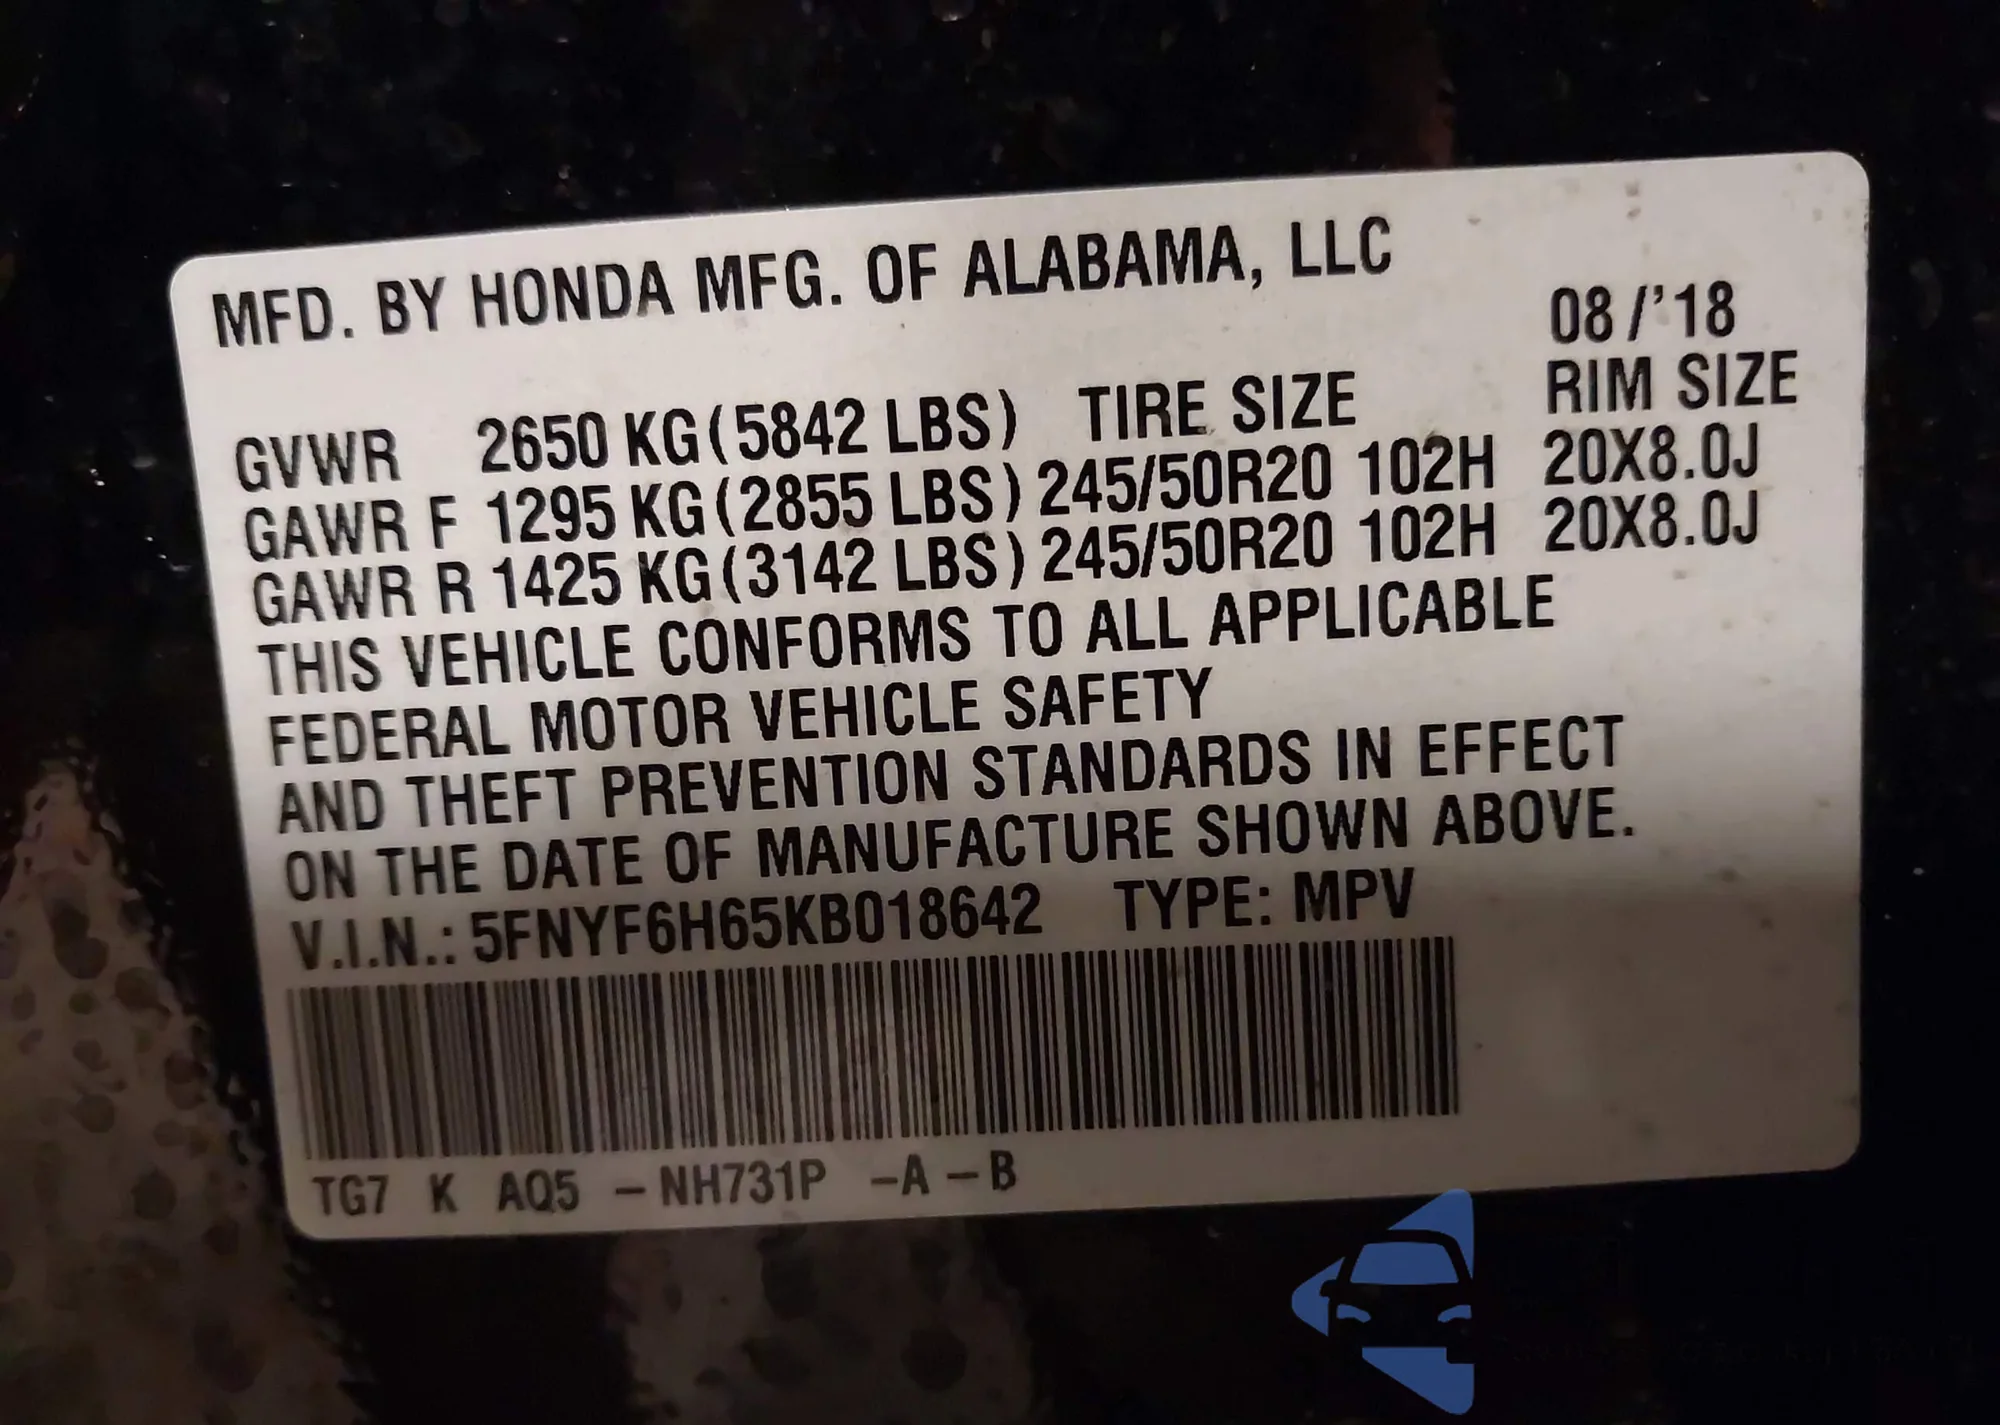 MFD. BY HONDA MFG. OF ALABAMA, LLC
08/'18
GVWR 2650 KG(5842 LBS) TIRE SIZE RIM SIZE
GAWR F 1295 KG(2855 LBS) 245/50R20 102H 20X8.0J
GAWR R 1425 KG(3142 LBS) 245/50R20 102H 20X8.0J
THIS VEHICLE CONFORMS TO ALL APPLICABLE
FEDERAL MOTOR VEHICLE SAFETY
AND THEFT PREVENTION STANDARDS IN EFFECT
ON THE DATE OF MANUFACTURE SHOWN ABOVE.
V.I.N.: 5FNYF6H65KB018642 TYPE: MPV
TG7 K AQ5 –NH731P –A –B